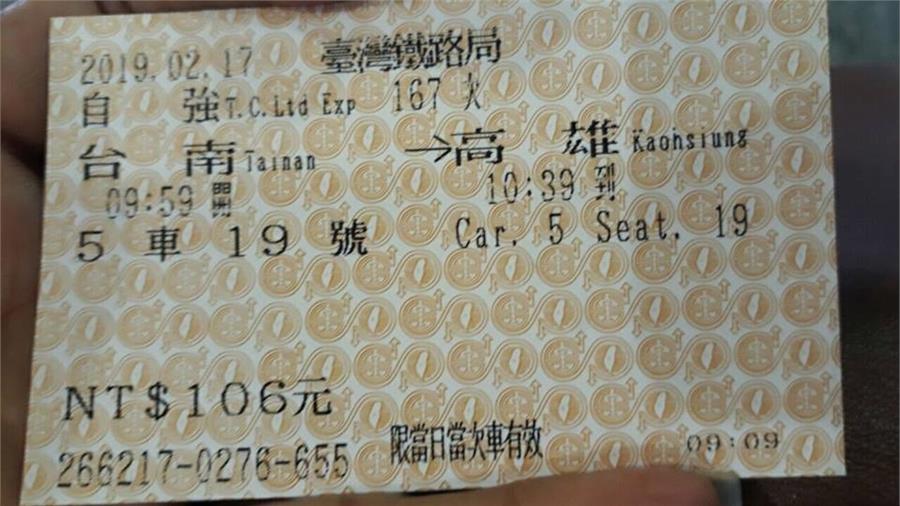 2019.02.17 臺灣鐵路局
自 強 T.C.Ltd Exp 167 次
台 南 Tainan →高 雄 Kaohsiung
09:59 開 10:39 到
5 車 19 號 Car. 5 Seat. 19
NT$106元
限當日當次車有效 09:09
266217-0276-655